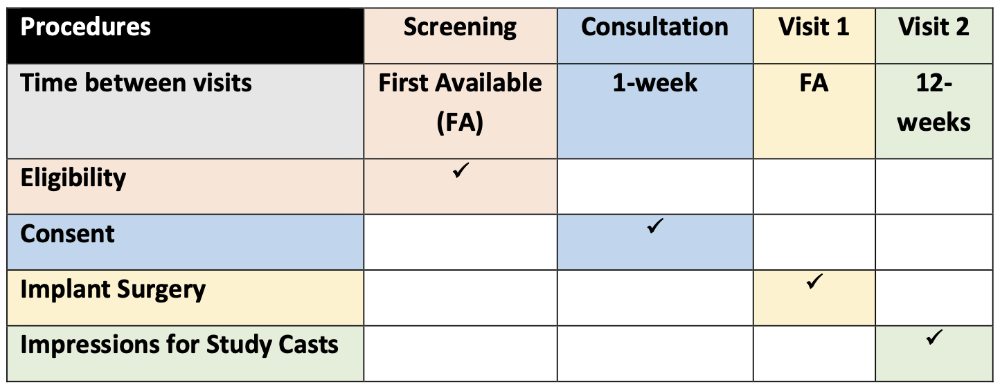 Procedures Screening Consultation Visit 1 Visit 2
Time between visits First Available 1-week FA 12-
(FA) weeks
Eligibility ✓
Consent ✓
Implant Surgery ✓
Impressions for Study Casts ✓